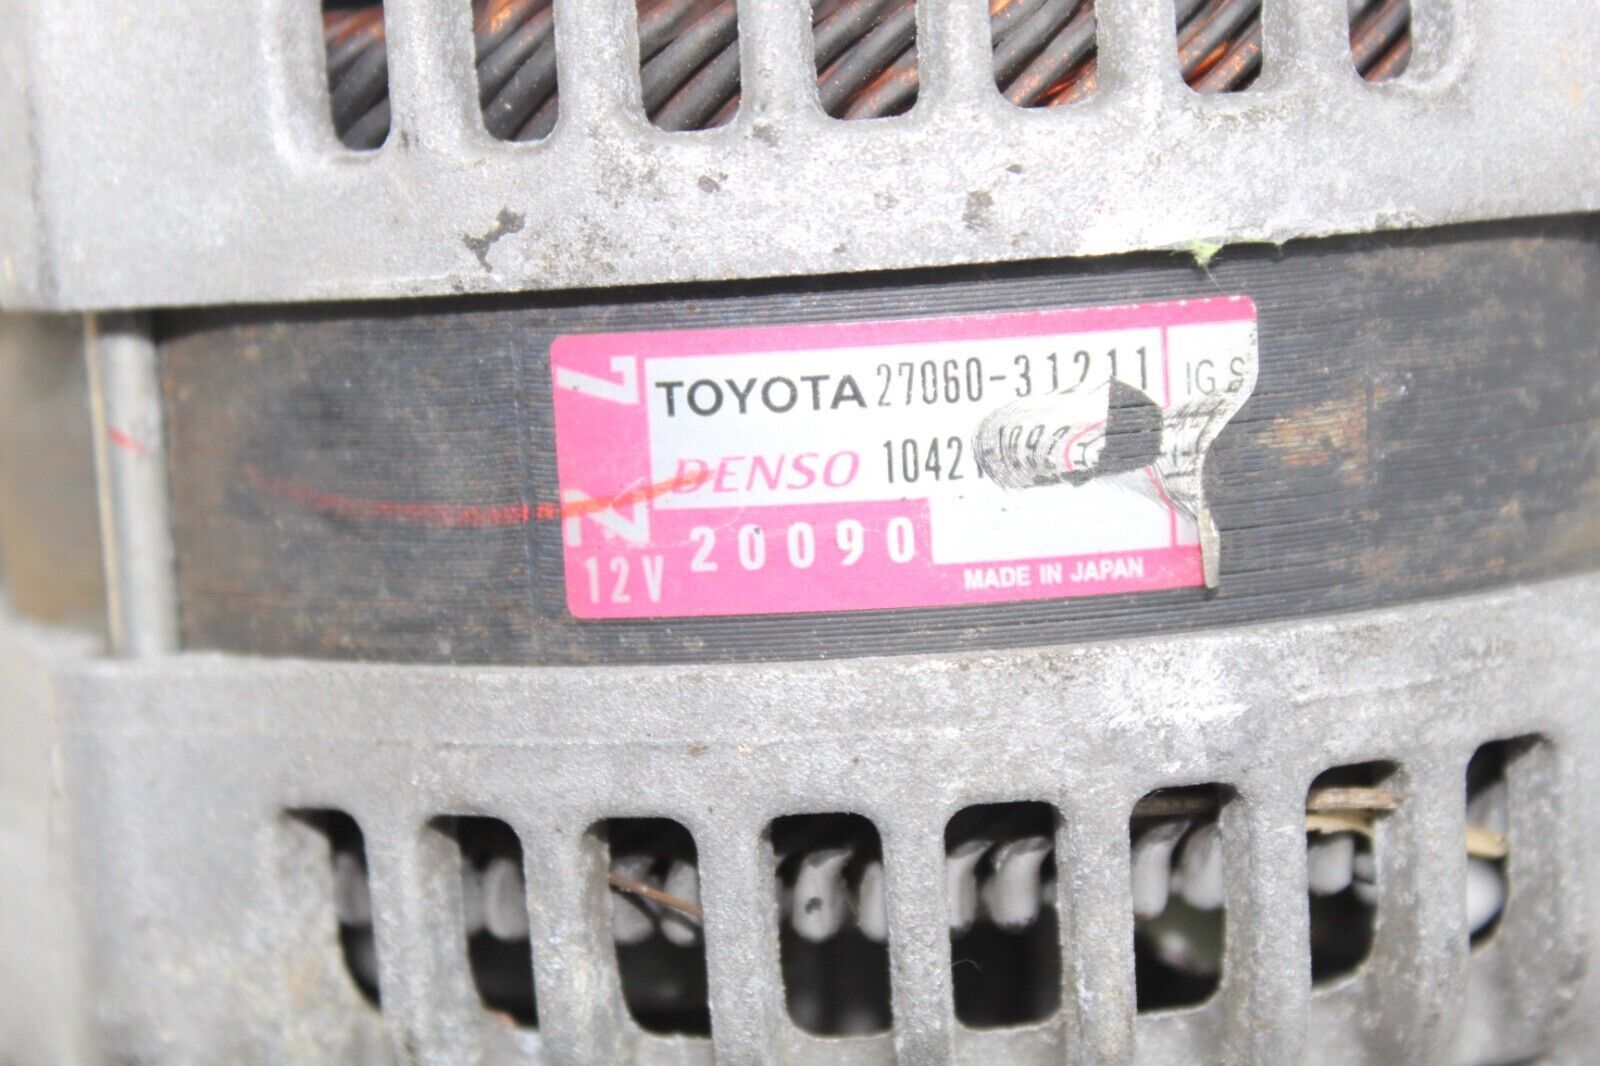 TOYOTA 27060-31211 IG S
DENSO 1042
20090
12V
MADE IN JAPAN